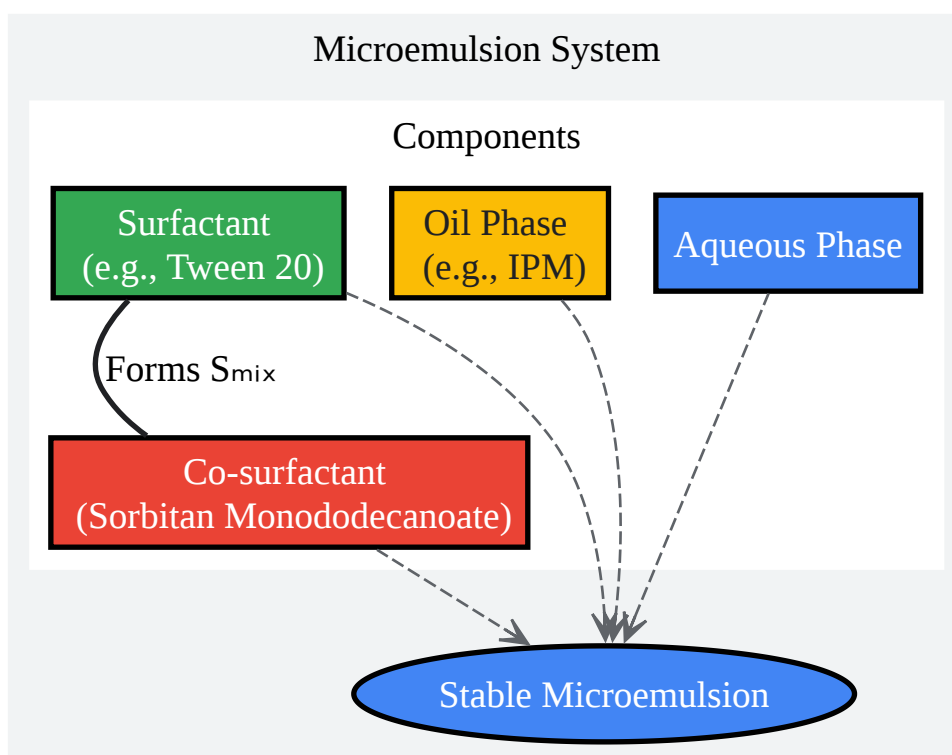 Microemulsion System
Components
Surfactant
(e.g., Tween 20)
Oil Phase
(e.g., IPM)
Aqueous Phase
Forms Sₘᵢₓ
Co-surfactant
(Sorbitan Monododecanoate)
Stable Microemulsion